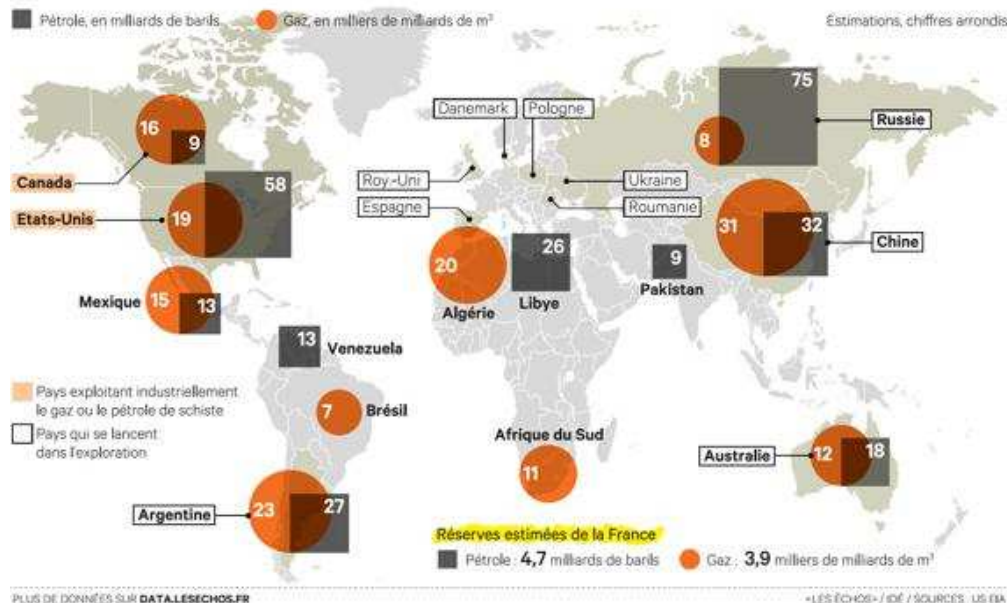 Pétrole, en milliards de barils Gaz, en milliers de milliards de m³ Estimations, chiffres arrondis
75
Danemark Pologne
16
9
8
Russie
Canada
58
Roy.-Uni
Ukraine
Etats-Unis
19
Espagne
Roumanie
31
32
Chine
20
26
9
Mexique
15
13
Algérie
Libye
Pakistan
13
Venezuela
Pays exploitant industriellement
le gaz ou le pétrole de schiste
7
Brésil
Pays qui se lancent
dans l'exploration
Afrique du Sud
11
Australie
12
18
Argentine
23
27
Réserves estimées de la France
Pétrole : 4,7 milliards de barils Gaz : 3,9 milliers de milliards de m³
PLUS DE DONNÉES SUR DATA.LESECHOS.FR
«LES ÉCHOS» / IDÉ / SOURCES : US EIA